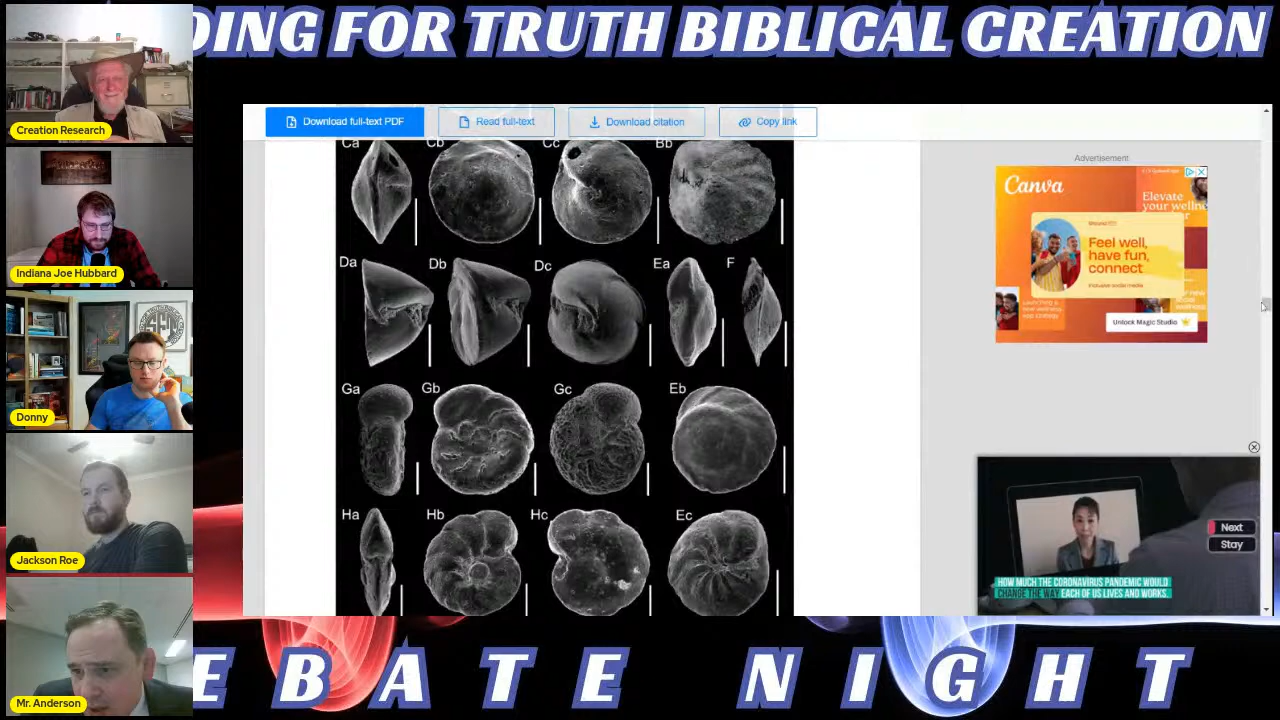 DING FOR TRUTH BIBLICAL CREATION
Creation Research
Indiana Joe Hubbard
Donny
Jackson Roe
Mr. Anderson
Download full-text PDF
Read full-text
Download citation
Copy link
Ca Cb Cc Bb
Da Db Dc Ea F
Ga Gb Gc Eb
Ha Hb Hc Ec
Advertisement
Canva
Elevate
your wellne
Feel well,
have fun,
connect
Unlock Magic Studio
Next
Stay
HOW MUCH THE CORONAVIRUS PANDEMIC WOULD
CHANGE THE WAY EACH OF US LIVES AND WORKS.
EBATE NIGHT